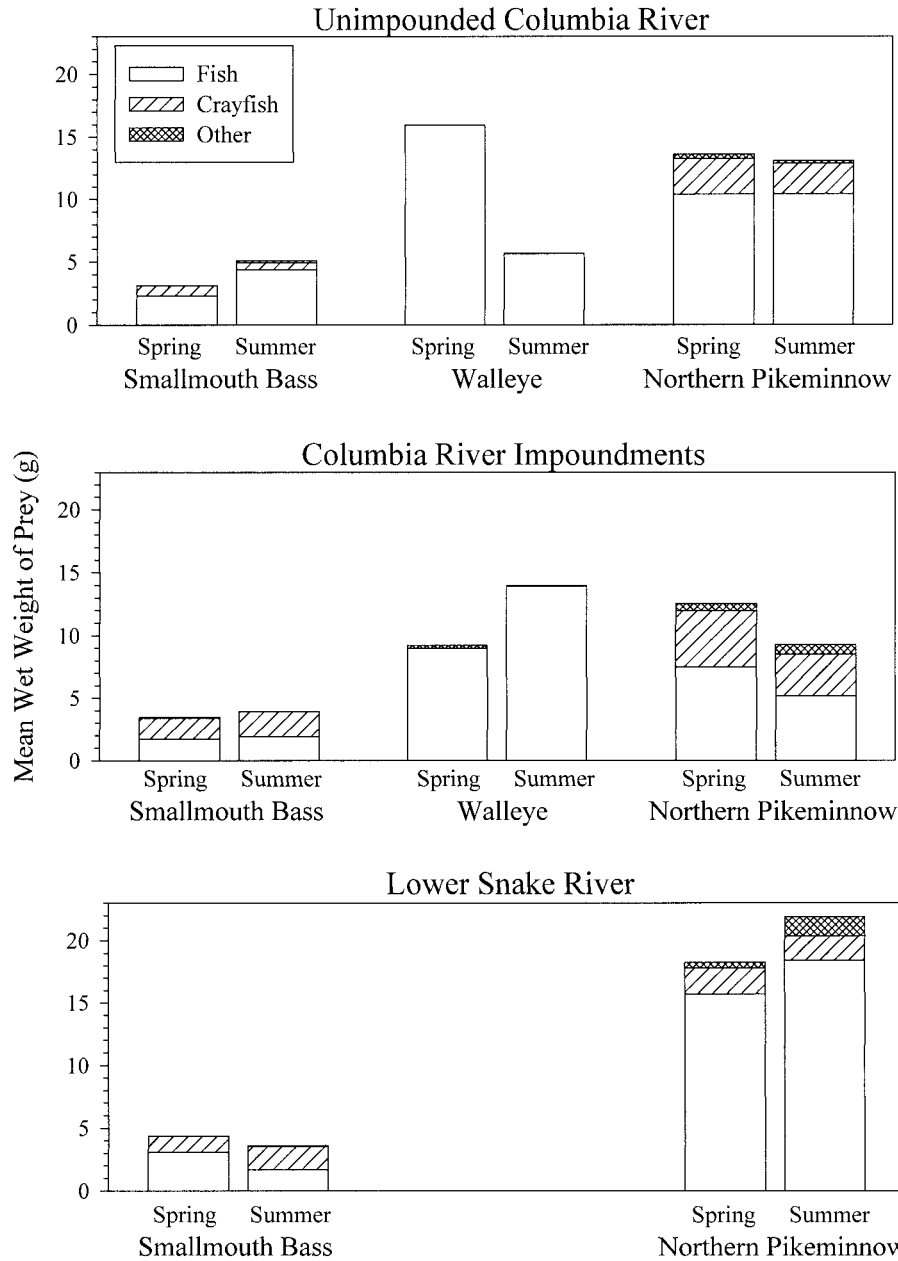 Unimpounded Columbia River
20
15
10
5
0
Fish
Crayfish
Other
Spring Summer Spring Summer Spring Summer
Smallmouth Bass Walleye Northern Pikeminnow
Mean Wet Weight of Prey (g)
Columbia River Impoundments
20
15
10
5
0
Spring Summer Spring Summer Spring Summer
Smallmouth Bass Walleye Northern Pikeminnow
Lower Snake River
20
15
10
5
0
Spring Summer Spring Summer
Smallmouth Bass Northern Pikeminnow